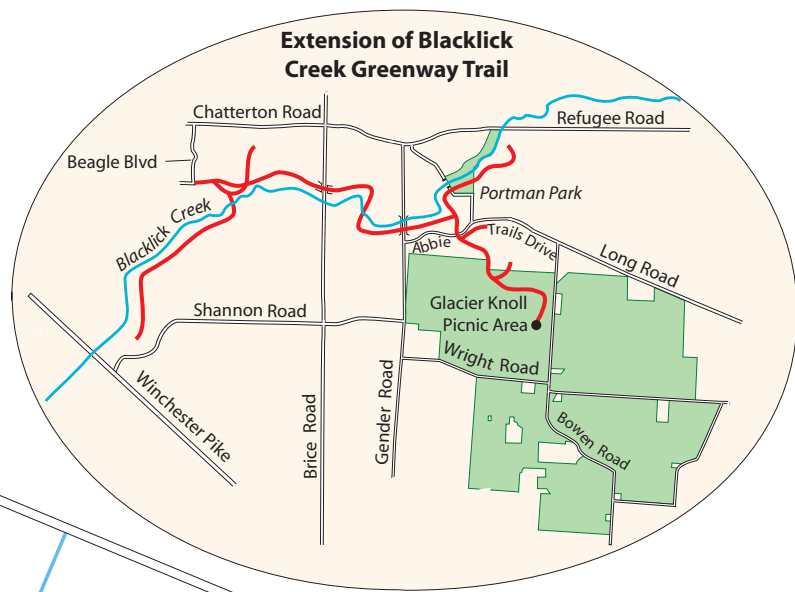 Extension of Blacklick
Creek Greenway Trail
Chatterton Road
Refugee Road
Beagle Blvd
Portman Park
Blacklick Creek
Abbie
Trails Drive
Long Road
Glacier Knoll
Picnic Area
Shannon Road
Wright Road
Winchester Pike
Brice Road
Gender Road
Bowen Road